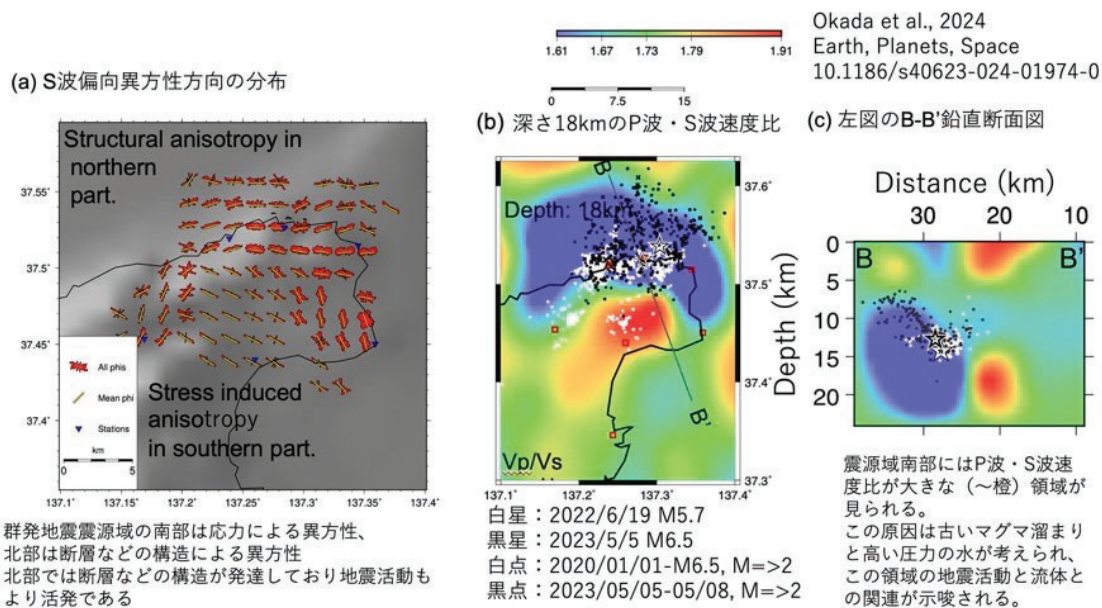 1.61 1.67 1.73 1.79 1.91
0 7.5 15
Okada et al., 2024
Earth, Planets, Space
10.1186/s40623-024-01974-0
(a) S波偏向異方性方向の分布
Structural anisotropy in
northern
part.
37.55°
37.5°
37.45°
37.4°
All phis
Mean phi
Stations
km
0 5
Stress induced
anisotropy
in southern part.
137.1° 137.15° 137.2° 137.25° 137.3° 137.35° 137.4°
群発地震震源域の南部は応力による異方性、
北部は断層などの構造による異方性
北部では断層などの構造が発達しており地震活動も
より活発である
(b) 深さ18kmのP波・S波速度比
B
Depth: 18km
37.6°
37.5°
37.4°
37.3°
B'
Vp/Vs
137.1° 137.2° 137.3° 137.4°
白星：2022/6/19 M5.7
黒星：2023/5/5 M6.5
白点：2020/01/01-M6.5, M=>2
黒点：2023/05/05-05/08, M=>2
(c) 左図のB-B'鉛直断面図
Distance (km)
30 20 10
Depth (km)
0
5
10
15
20
B B'
震源域南部にはP波・S波速
度比が大きな（～橙）領域が
見られる。
この原因は古いマグマ溜まり
と高い圧力の水が考えられ、
この領域の地震活動と流体と
の関連が示唆される。